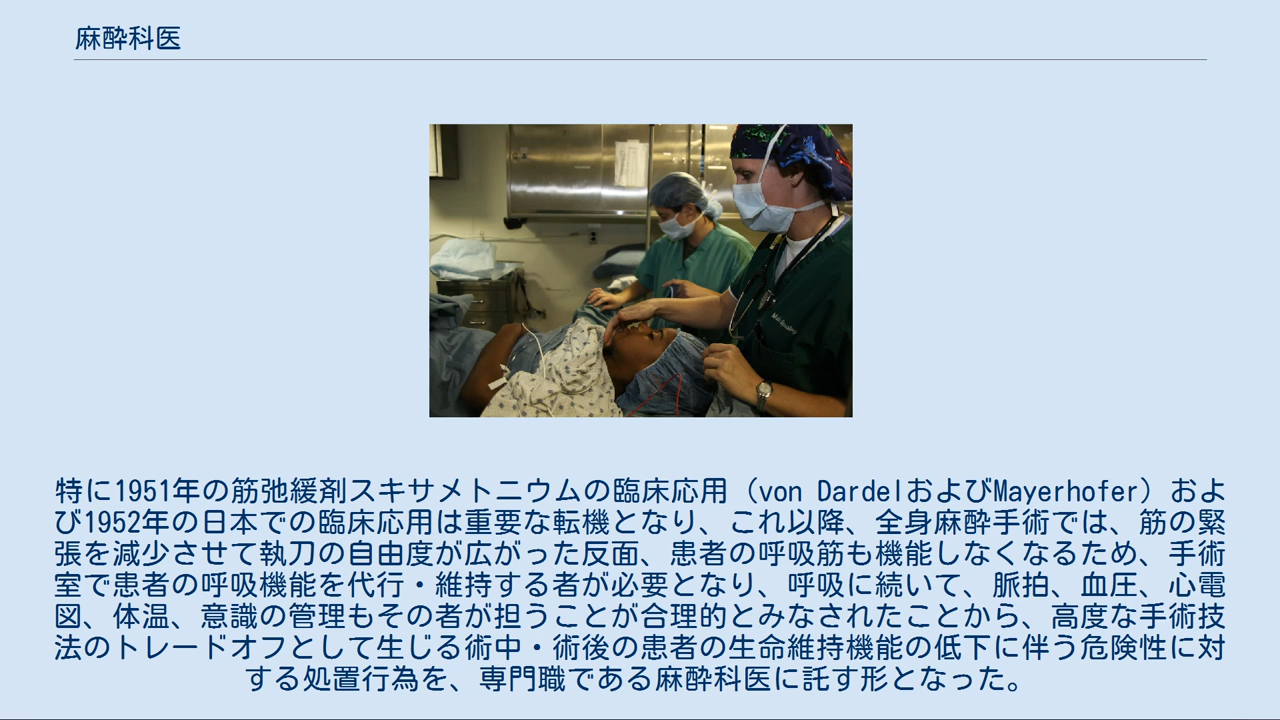 麻酔科医
特に1951年の筋弛緩剤スキサメトニウムの臨床応用（von DardelおよびMayerhofer）およ
び1952年の日本での臨床応用は重要な転機となり、これ以降、全身麻酔手術では、筋の緊
張を減少させて執刀の自由度が広がった反面、患者の呼吸筋も機能しなくなるため、手術
室で患者の呼吸機能を代行・維持する者が必要となり、呼吸に続いて、脈拍、血圧、心電
図、体温、意識の管理もその者が担うことが合理的とみなされたことから、高度な手術技
法のトレードオフとして生じる術中・術後の患者の生命維持機能の低下に伴う危険性に対
する処置行為を、専門職である麻酔科医に託す形となった。